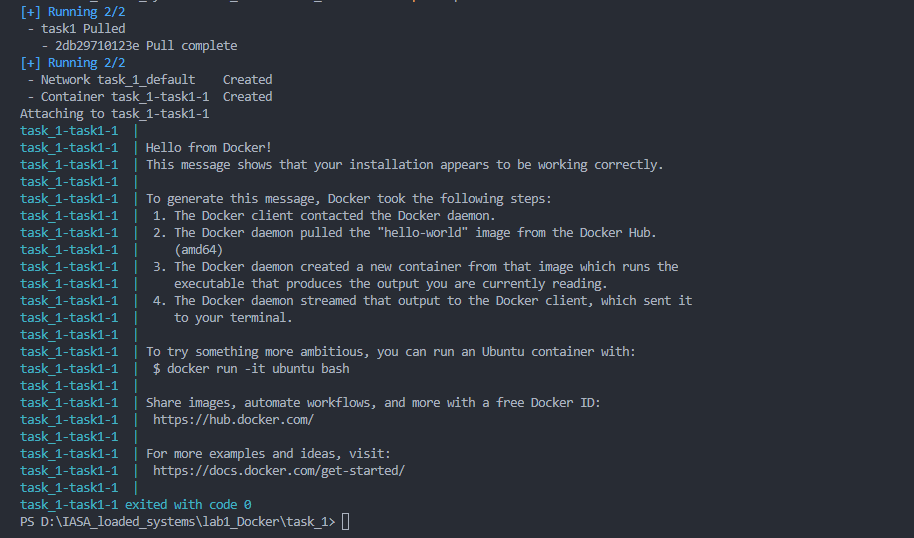 [+] Running 2/2
 - task1 Pulled
   - 2db29710123e Pull complete
[+] Running 2/2
 - Network task_1_default    Created
 - Container task_1-task1-1  Created
Attaching to task_1-task1-1
task_1-task1-1  |
task_1-task1-1  | Hello from Docker!
task_1-task1-1  | This message shows that your installation appears to be working correctly.
task_1-task1-1  |
task_1-task1-1  | To generate this message, Docker took the following steps:
task_1-task1-1  |  1. The Docker client contacted the Docker daemon.
task_1-task1-1  |  2. The Docker daemon pulled the "hello-world" image from the Docker Hub.
task_1-task1-1  |     (amd64)
task_1-task1-1  |  3. The Docker daemon created a new container from that image which runs the
task_1-task1-1  |     executable that produces the output you are currently reading.
task_1-task1-1  |  4. The Docker daemon streamed that output to the Docker client, which sent it
task_1-task1-1  |     to your terminal.
task_1-task1-1  |
task_1-task1-1  | To try something more ambitious, you can run an Ubuntu container with:
task_1-task1-1  |  $ docker run -it ubuntu bash
task_1-task1-1  |
task_1-task1-1  | Share images, automate workflows, and more with a free Docker ID:
task_1-task1-1  |  https://hub.docker.com/
task_1-task1-1  |
task_1-task1-1  | For more examples and ideas, visit:
task_1-task1-1  |  https://docs.docker.com/get-started/
task_1-task1-1  |
task_1-task1-1 exited with code 0
PS D:\IASA_loaded_systems\lab1_Docker\task_1>